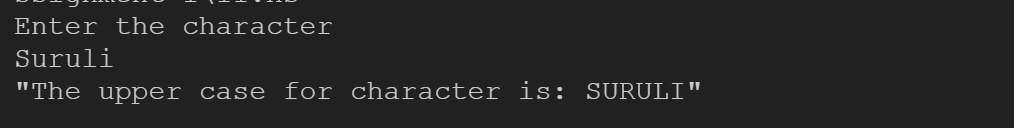 Enter the character
Suruli
"The upper case for character is: SURULI"